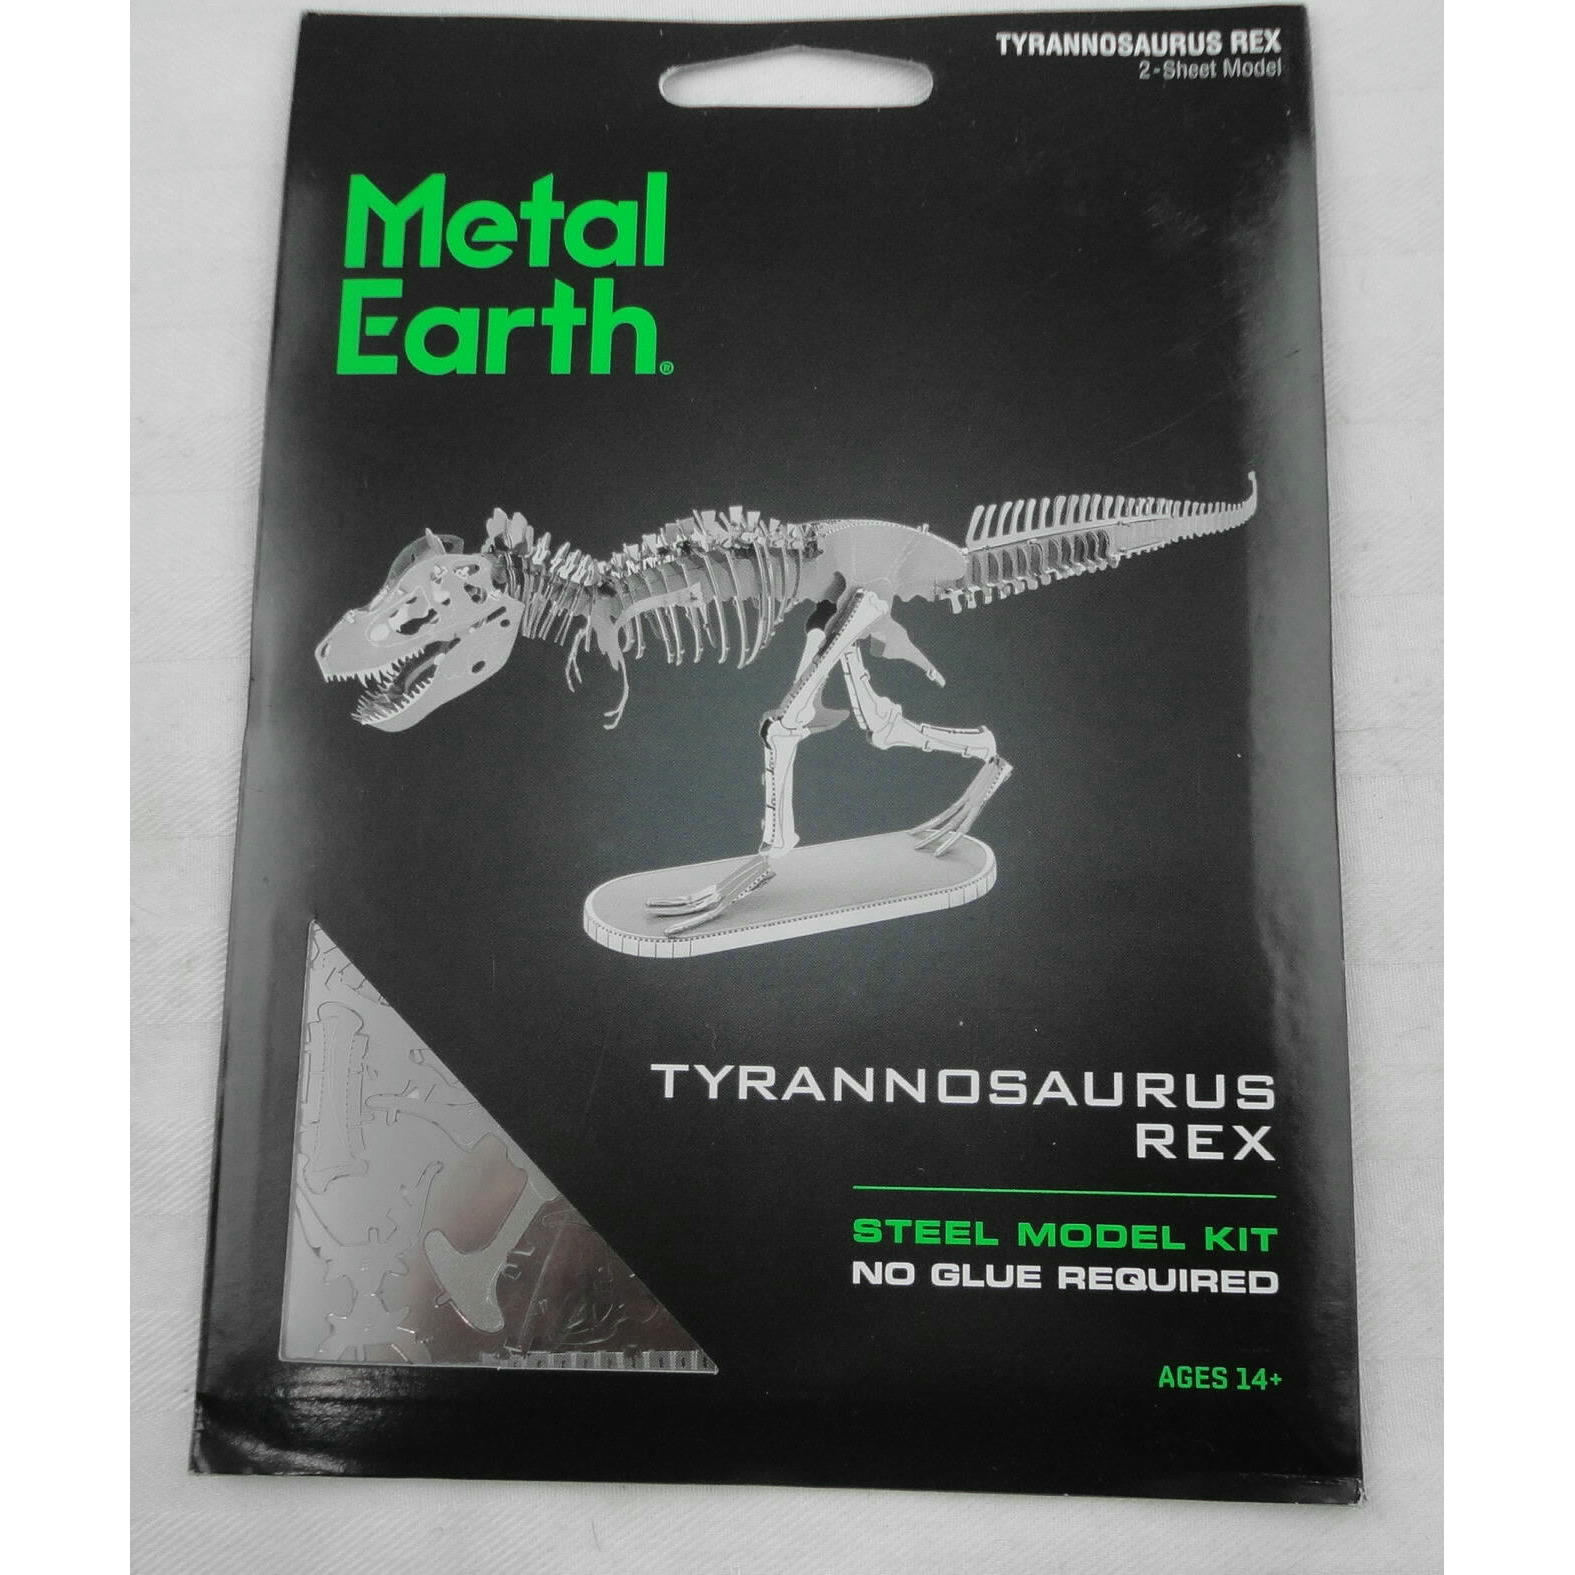 TYRANNOSAURUS REX
2-Sheet Model
Metal
Earth®
TYRANNOSAURUS
REX
STEEL MODEL KIT
NO GLUE REQUIRED
AGES 14+